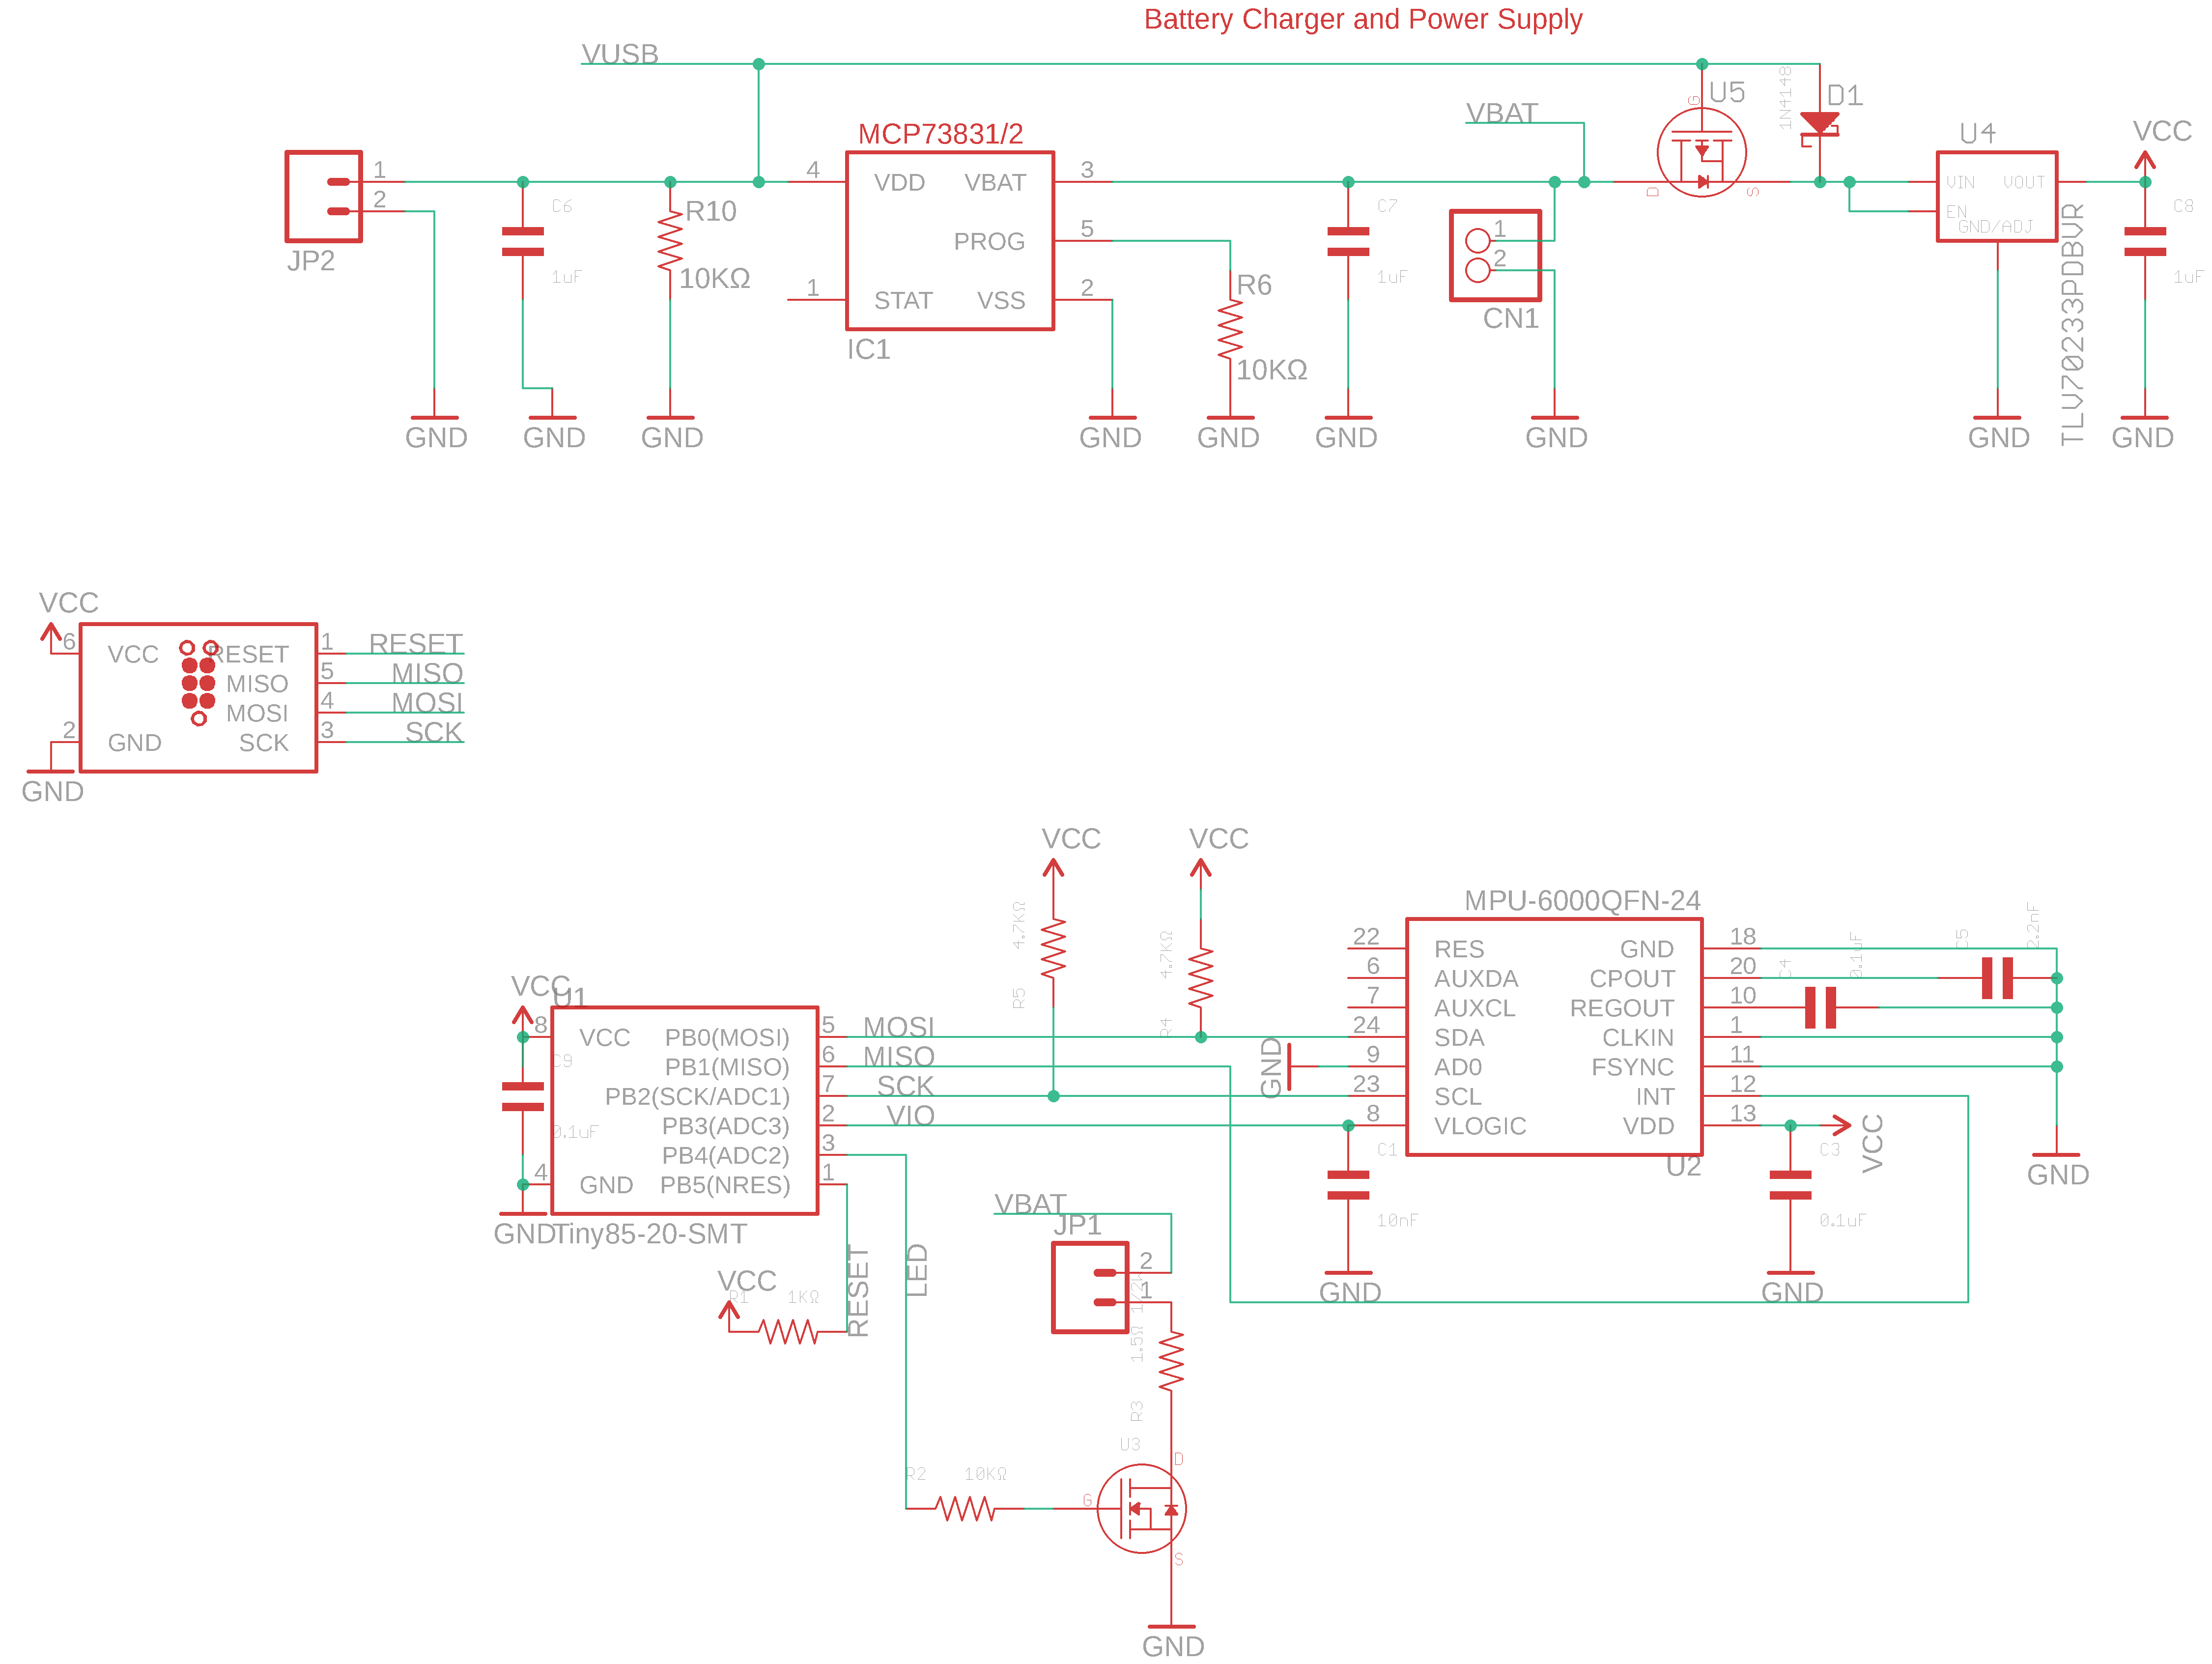 Battery Charger and Power Supply
VUSB
VBAT
G
U5
1N4148
D1
U4
VCC
MCP73831/2
JP2
1
2
C6
1uF
R10
10KΩ
4
VDD
VBAT
3
PROG
5
1
STAT
VSS
2
IC1
R6
10KΩ
C7
1uF
1
2
CN1
D
S
VIN
VOUT
EN
GND/ADJ
TLV70233PDBVR
C8
1uF
GND
GND
GND
GND
GND
GND
GND
GND
GND
VCC
6
VCC
RESET
1
RESET
MISO
5
MISO
MOSI
4
MOSI
2
GND
SCK
3
SCK
GND
VCC
VCC
4.7KΩ
R5
4.7KΩ
R4
MPU-6000QFN-24
22
RES
GND
18
6
AUXDA
CPOUT
20
7
AUXCL
REGOUT
10
24
SDA
CLKIN
1
9
AD0
FSYNC
11
23
SCL
INT
12
8
VLOGIC
VDD
13
U2
GND
C4
0.1uF
C5
2.2nF
GND
VCC
C3
0.1uF
GND
C1
10nF
GND
VCC
U1
8
VCC
PB0(MOSI)
5
MOSI
C9
PB1(MISO)
6
MISO
PB2(SCK/ADC1)
7
SCK
0.1uF
PB3(ADC3)
2
VIO
PB4(ADC2)
3
4
GND
PB5(NRES)
1
GND
Tiny85-20-SMT
VCC
R1
1KΩ
RESET
LED
VBAT
JP1
2
1
1.5Ω
R3
U3
D
R2
10KΩ
G
S
GND